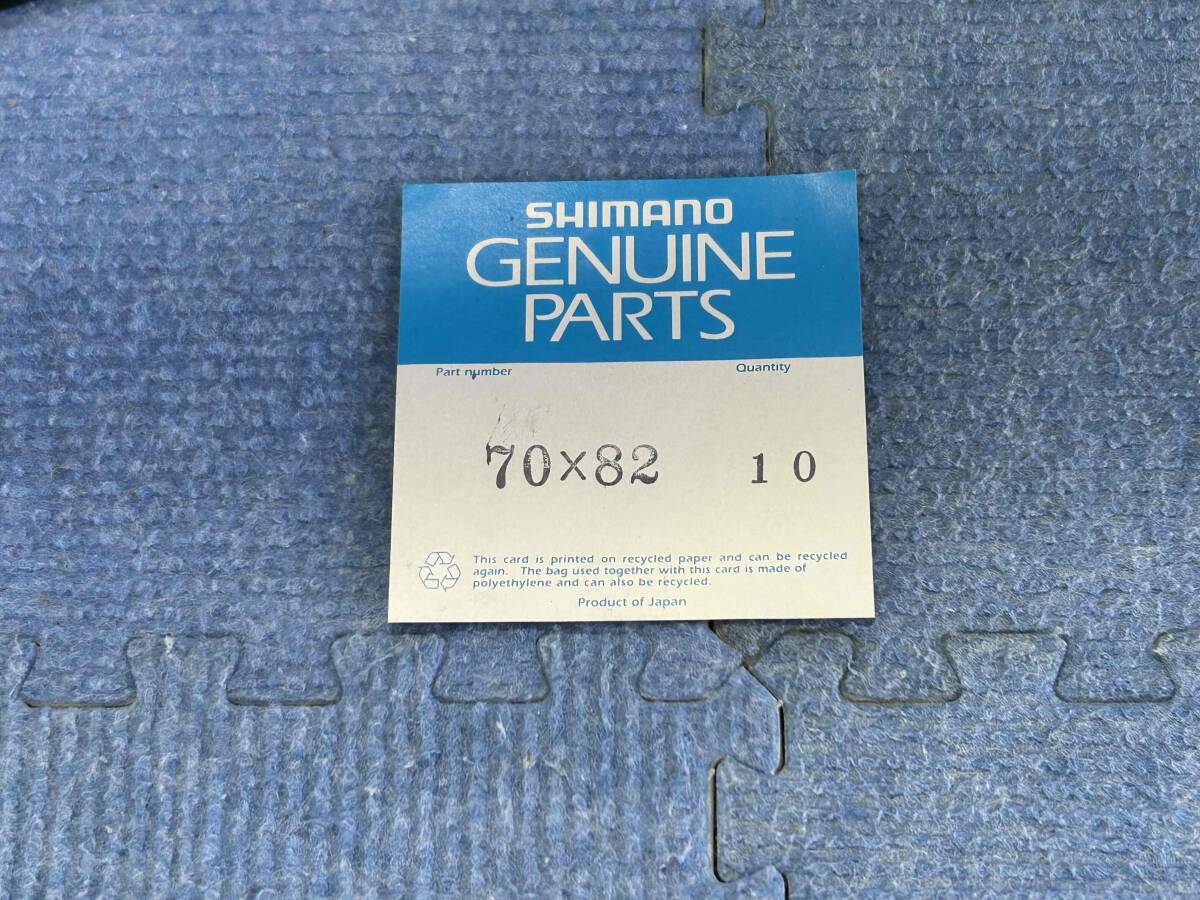 SHIMANO
GENUINE
PARTS
Part number Quantity
70×82 10
This card is printed on recycled paper and can be recycled
again. The bag used together with this card is made of
polyethylene and can also be recycled.
Product of Japan